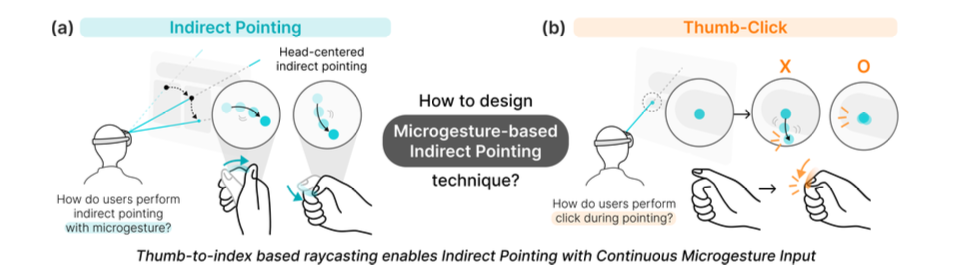 (a) Indirect Pointing
Head-centered
indirect pointing
How do users perform
indirect pointing
with microgesture?
How to design
Microgesture-based
Indirect Pointing
technique?
(b) Thumb-Click
X O
How do users perform
click during pointing?
Thumb-to-index based raycasting enables Indirect Pointing with Continuous Microgesture Input